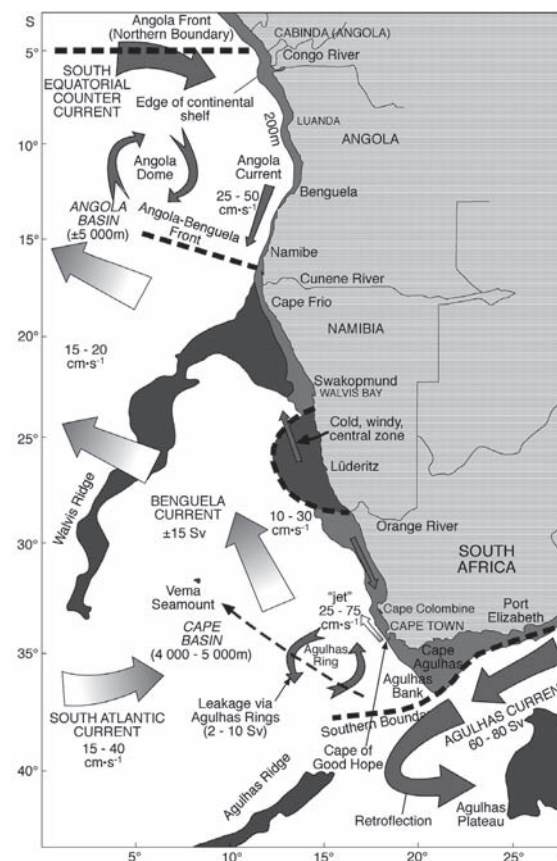 S
5°
10°
15°
20°
25°
30°
35°
40°
5°
10°
15°
20°
25°
Angola Front
(Northern Boundary)
CABINDA (ANGOLA)
Congo River
SOUTH
EQUATORIAL
COUNTER
CURRENT
Edge of continental
shelf
200m
LUANDA
ANGOLA
Angola
Dome
Angola
Current
25 - 50
cm•s⁻¹
Benguela
ANGOLA
BASIN
(±5 000m)
Angola-Benguela
Front
Namibe
Cunene River
Cape Frio
NAMIBIA
15 - 20
cm•s⁻¹
Swakopmund
WALVIS BAY
Cold, windy,
central zone
Lüderitz
Walvis Ridge
BENGUELA
CURRENT
±15 Sv
10 - 30
cm•s⁻¹
Orange River
SOUTH
AFRICA
Vema
Seamount
"jet"
25 - 75
cm•s⁻¹
Cape Colombine
CAPE TOWN
Port
Elizabeth
CAPE
BASIN
(4 000 - 5 000m)
Agulhas
Ring
Cape
Agulhas
Agulhas
Bank
Leakage via
Agulhas Rings
(2 - 10 Sv)
Southern Bounda
SOUTH ATLANTIC
CURRENT
15 - 40
cm•s⁻¹
Cape of
Good Hope
AGULHAS CURRENT
60 - 80 Sv
Agulhas Ridge
Retroflection
Agulhas
Plateau